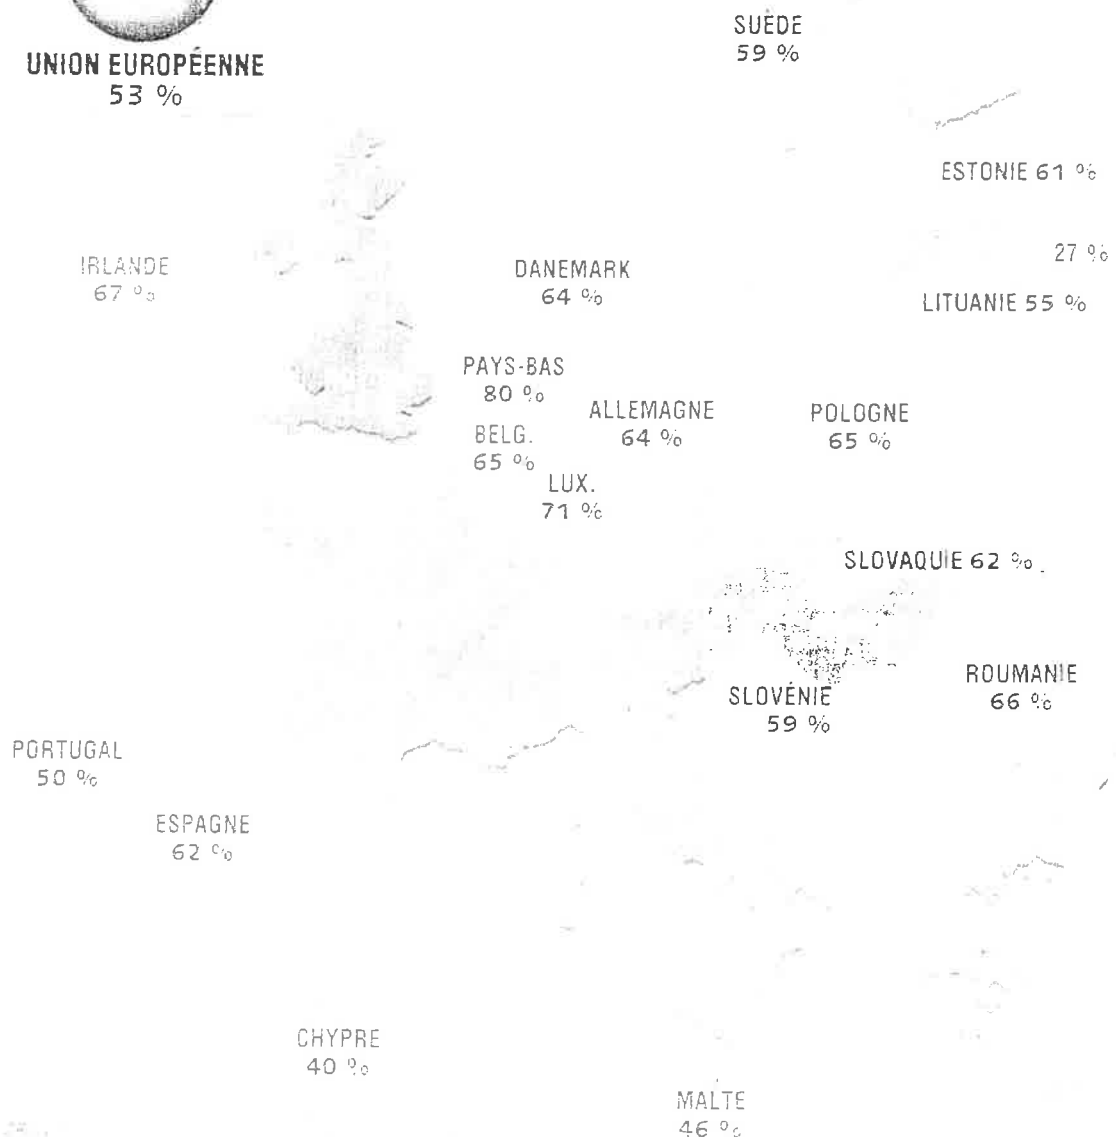 SUÈDE
59 %
UNION EUROPÉENNE
53 %
ESTONIE 61 %
27 %
IRLANDE
67 %
DANEMARK
64 %
LITUANIE 55 %
PAYS-BAS
80 %
ALLEMAGNE
64 %
POLOGNE
65 %
BELG.
65 %
LUX.
71 %
SLOVAQUIE 62 %
ROUMANIE
66 %
SLOVÉNIE
59 %
PORTUGAL
50 %
ESPAGNE
62 %
CHYPRE
40 %
MALTE
46 %